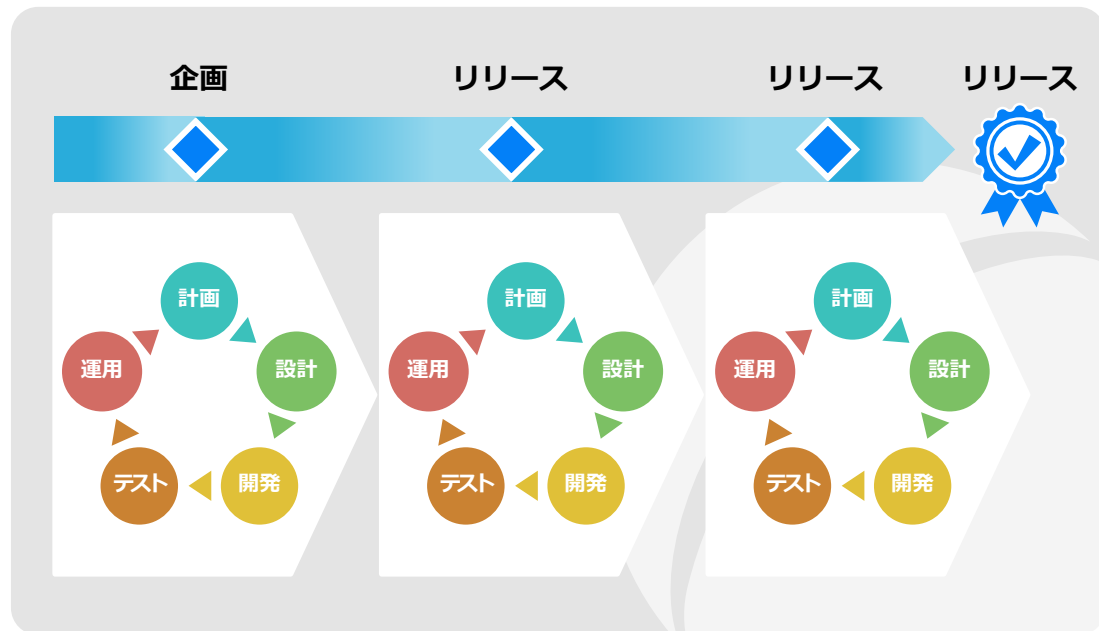 企画
リリース
リリース
リリース
計画
設計
開発
テスト
運用
計画
設計
開発
テスト
運用
計画
設計
開発
テスト
運用